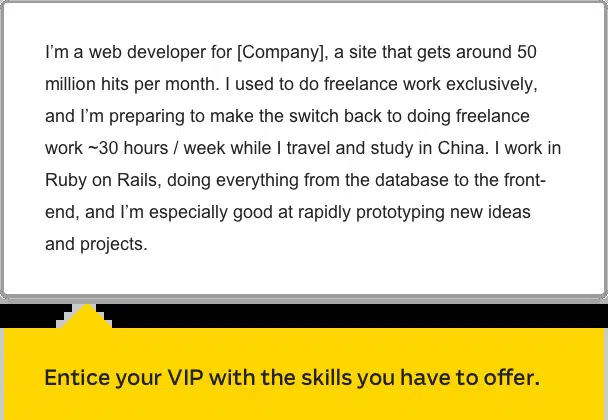 I’m a web developer for [Company], a site that gets around 50
million hits per month. I used to do freelance work exclusively,
and I’m preparing to make the switch back to doing freelance
work ~30 hours / week while I travel and study in China. I work in
Ruby on Rails, doing everything from the database to the front-
end, and I’m especially good at rapidly prototyping new ideas
and projects.
Entice your VIP with the skills you have to offer.